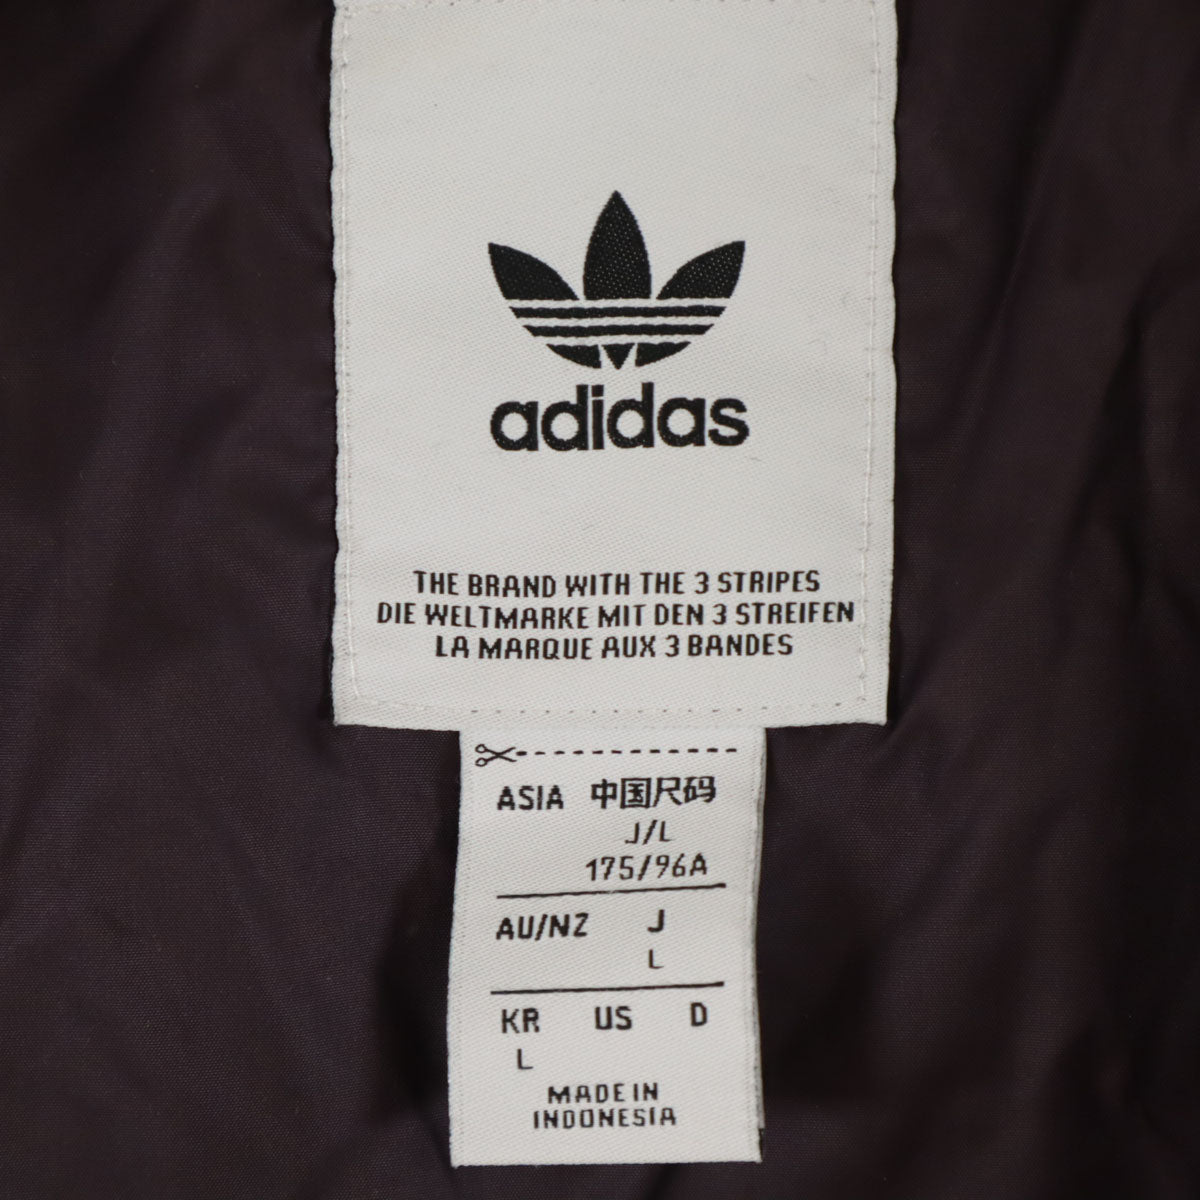 adidas
THE BRAND WITH THE 3 STRIPES
DIE WELTMARKE MIT DEN 3 STREIFEN
LA MARQUE AUX 3 BANDES
ASIA 中国尺码
J/L
175/96A
AU/NZ J
L
KR US D
L
MADE IN
INDONESIA